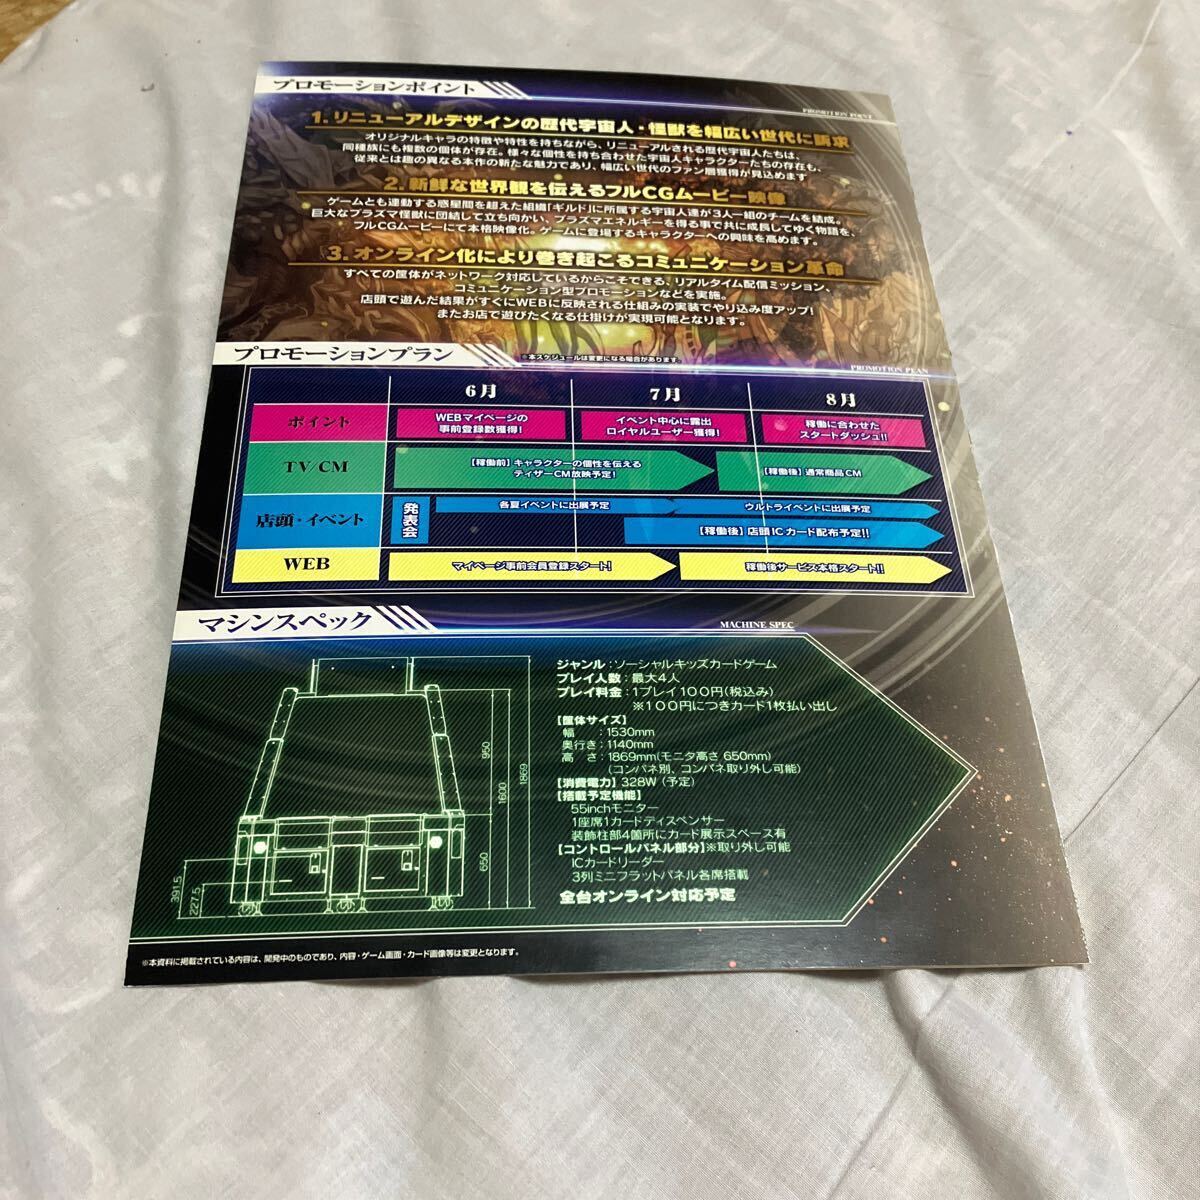 プロモーションポイント
PROMOTION POINT
1. リニューアルデザインの歴代宇宙人・怪獣を幅広い世代に訴求
オリジナルキャラの特徴や特性を持ちながら、リニューアルされる歴代宇宙人たちは、
同種族にも複数の個体が存在。様々な個性を持ち合わせた宇宙人キャラクターたちの存在も、
従来とは趣の異なる本作の新たな魅力であり、幅広い世代のファン層獲得が見込めます
2. 新鮮な世界観を伝えるフルCGムービー映像
ゲームとも連動する惑星間を超えた組織「ギルド」に所属する宇宙人達が3人一組のチームを結成。
巨大なプラズマ怪獣に団結して立ち向かい、プラズマエネルギーを得る事で共に成長してゆく物語を、
フルCGムービーにて本格映像化。ゲームに登場するキャラクターへの興味を高めます。
3. オンライン化により巻き起こるコミュニケーション革命
すべての筐体がネットワーク対応しているからこそできる、リアルタイム配信ミッション、
コミュニケーション型プロモーションなどを実施。
店頭で遊んだ結果がすぐにWEBに反映される仕組みの実装でやり込み度アップ!
またお店で遊びたくなる仕掛けが実現可能となります。
プロモーションプラン
※本スケジュールは変更になる場合があります。
PROMOTION PLAN
6月 7月 8月
ポイント
WEBマイページの
事前登録数獲得!
イベント中心に露出
ロイヤルユーザー獲得!
稼働に合わせた
スタートダッシュ!!
TV/CM
【稼働前】キャラクターの個性を伝える
ティザーCM放映予定!
【稼働後】通常商品CM
店頭・イベント
発表会
各夏イベントに出展予定
ウルトライベントに出展予定
【稼働後】店頭ICカード配布予定!!
WEB
マイページ事前会員登録スタート!
稼働後サービス本格スタート!!
マシンスペック
MACHINE SPEC
ジャンル:ソーシャルキッズカードゲーム
プレイ人数:最大4人
プレイ料金:1プレイ100円(税込み)
※100円につきカード1枚払い出し
【筐体サイズ】
幅 :1530mm
奥行き:1140mm
高 さ:1869mm(モニタ高さ 650mm)
(コンパネ別、コンパネ取り外し可能)
【消費電力】328W (予定)
【搭載予定機能】
55inchモニター
1座席1カードディスペンサー
装飾柱部4箇所にカード展示スペース有
【コントロールパネル部分】※取り外し可能
ICカードリーダー
3列ミニフラットパネル各席搭載
全台オンライン対応予定
950
1600
1869
650
391.5
227.5
※本資料に掲載されている内容は、開発中のものであり、内容・ゲーム画面・カード画像等は変更となります。